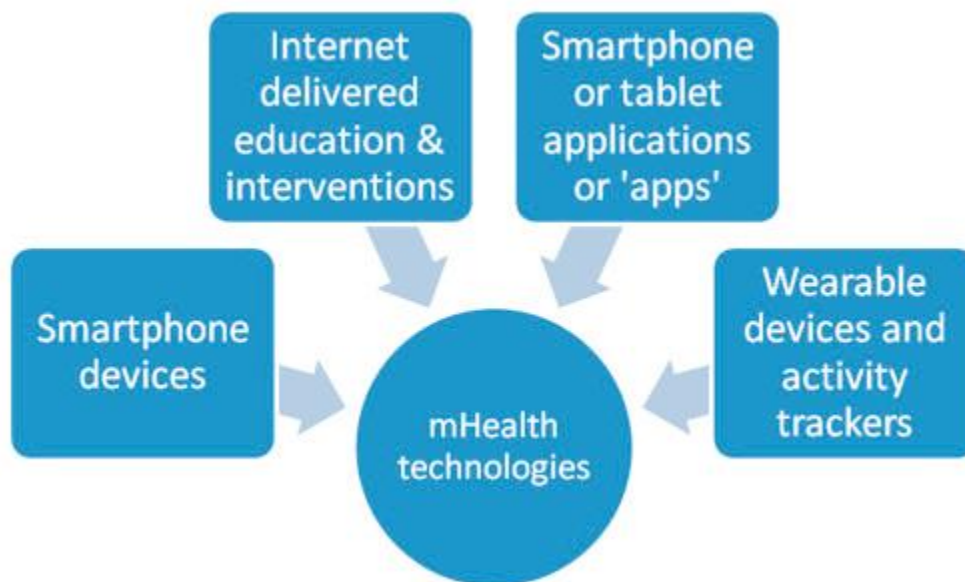 Internet
delivered
education &
interventions
Smartphone
or tablet
applications
or 'apps'
Smartphone
devices
Wearable
devices and
activity
trackers
mHealth
technologies